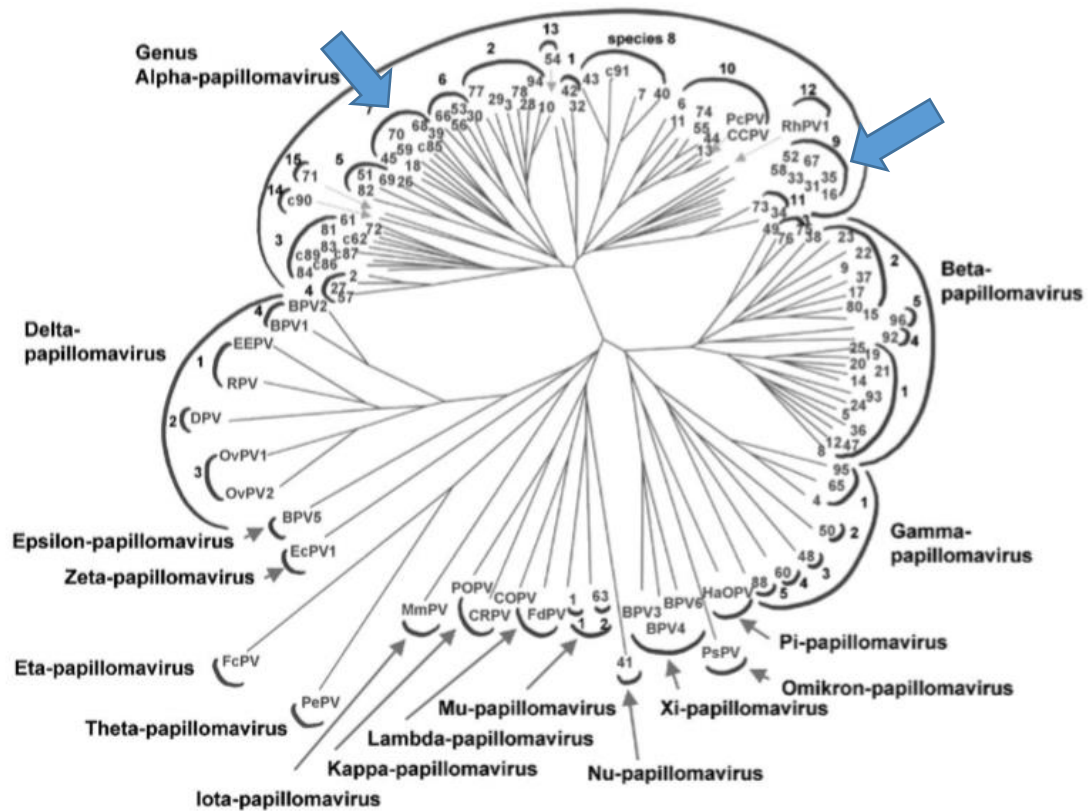 Genus
Alpha-papillomavirus
13
54
2
1
species 8
10
12
9
6
77
94
78
29
3
28
10
42
32
43
c91
7
40
6
11
74
55
44
13
PcPV
CCPV
RhPV1
52
67
58
33
31
35
16
73
34
11
66
53
56
30
68
39
c85
70
59
45
18
5
51
82
69
26
15
71
14
c90
3
61
81
72
c62
83
c89
c87
c86
84
4
2
27
57
Delta-
papillomavirus
4
BPV2
BPV1
1
EEPV
RPV
2
DPV
3
OvPV1
OvPV2
Epsilon-papillomavirus
BPV5
Zeta-papillomavirus
EcPV1
Eta-papillomavirus
FcPV
Theta-papillomavirus
PePV
Iota-papillomavirus
MmPV
Kappa-papillomavirus
POPV
CRPV
Lambda-papillomavirus
COPV
FdPV
Mu-papillomavirus
1
63
1
2
Nu-papillomavirus
41
Xi-papillomavirus
BPV3
BPV4
BPV6
Omikron-papillomavirus
PsPV
Pi-papillomavirus
HaOPV
Beta-
papillomavirus
3
49
75
76
38
23
22
9
37
17
80
15
2
96
5
92
4
25
19
20
21
14
93
24
5
36
12
47
8
1
Gamma-
papillomavirus
95
65
4
1
50
2
48
3
60
4
88
5